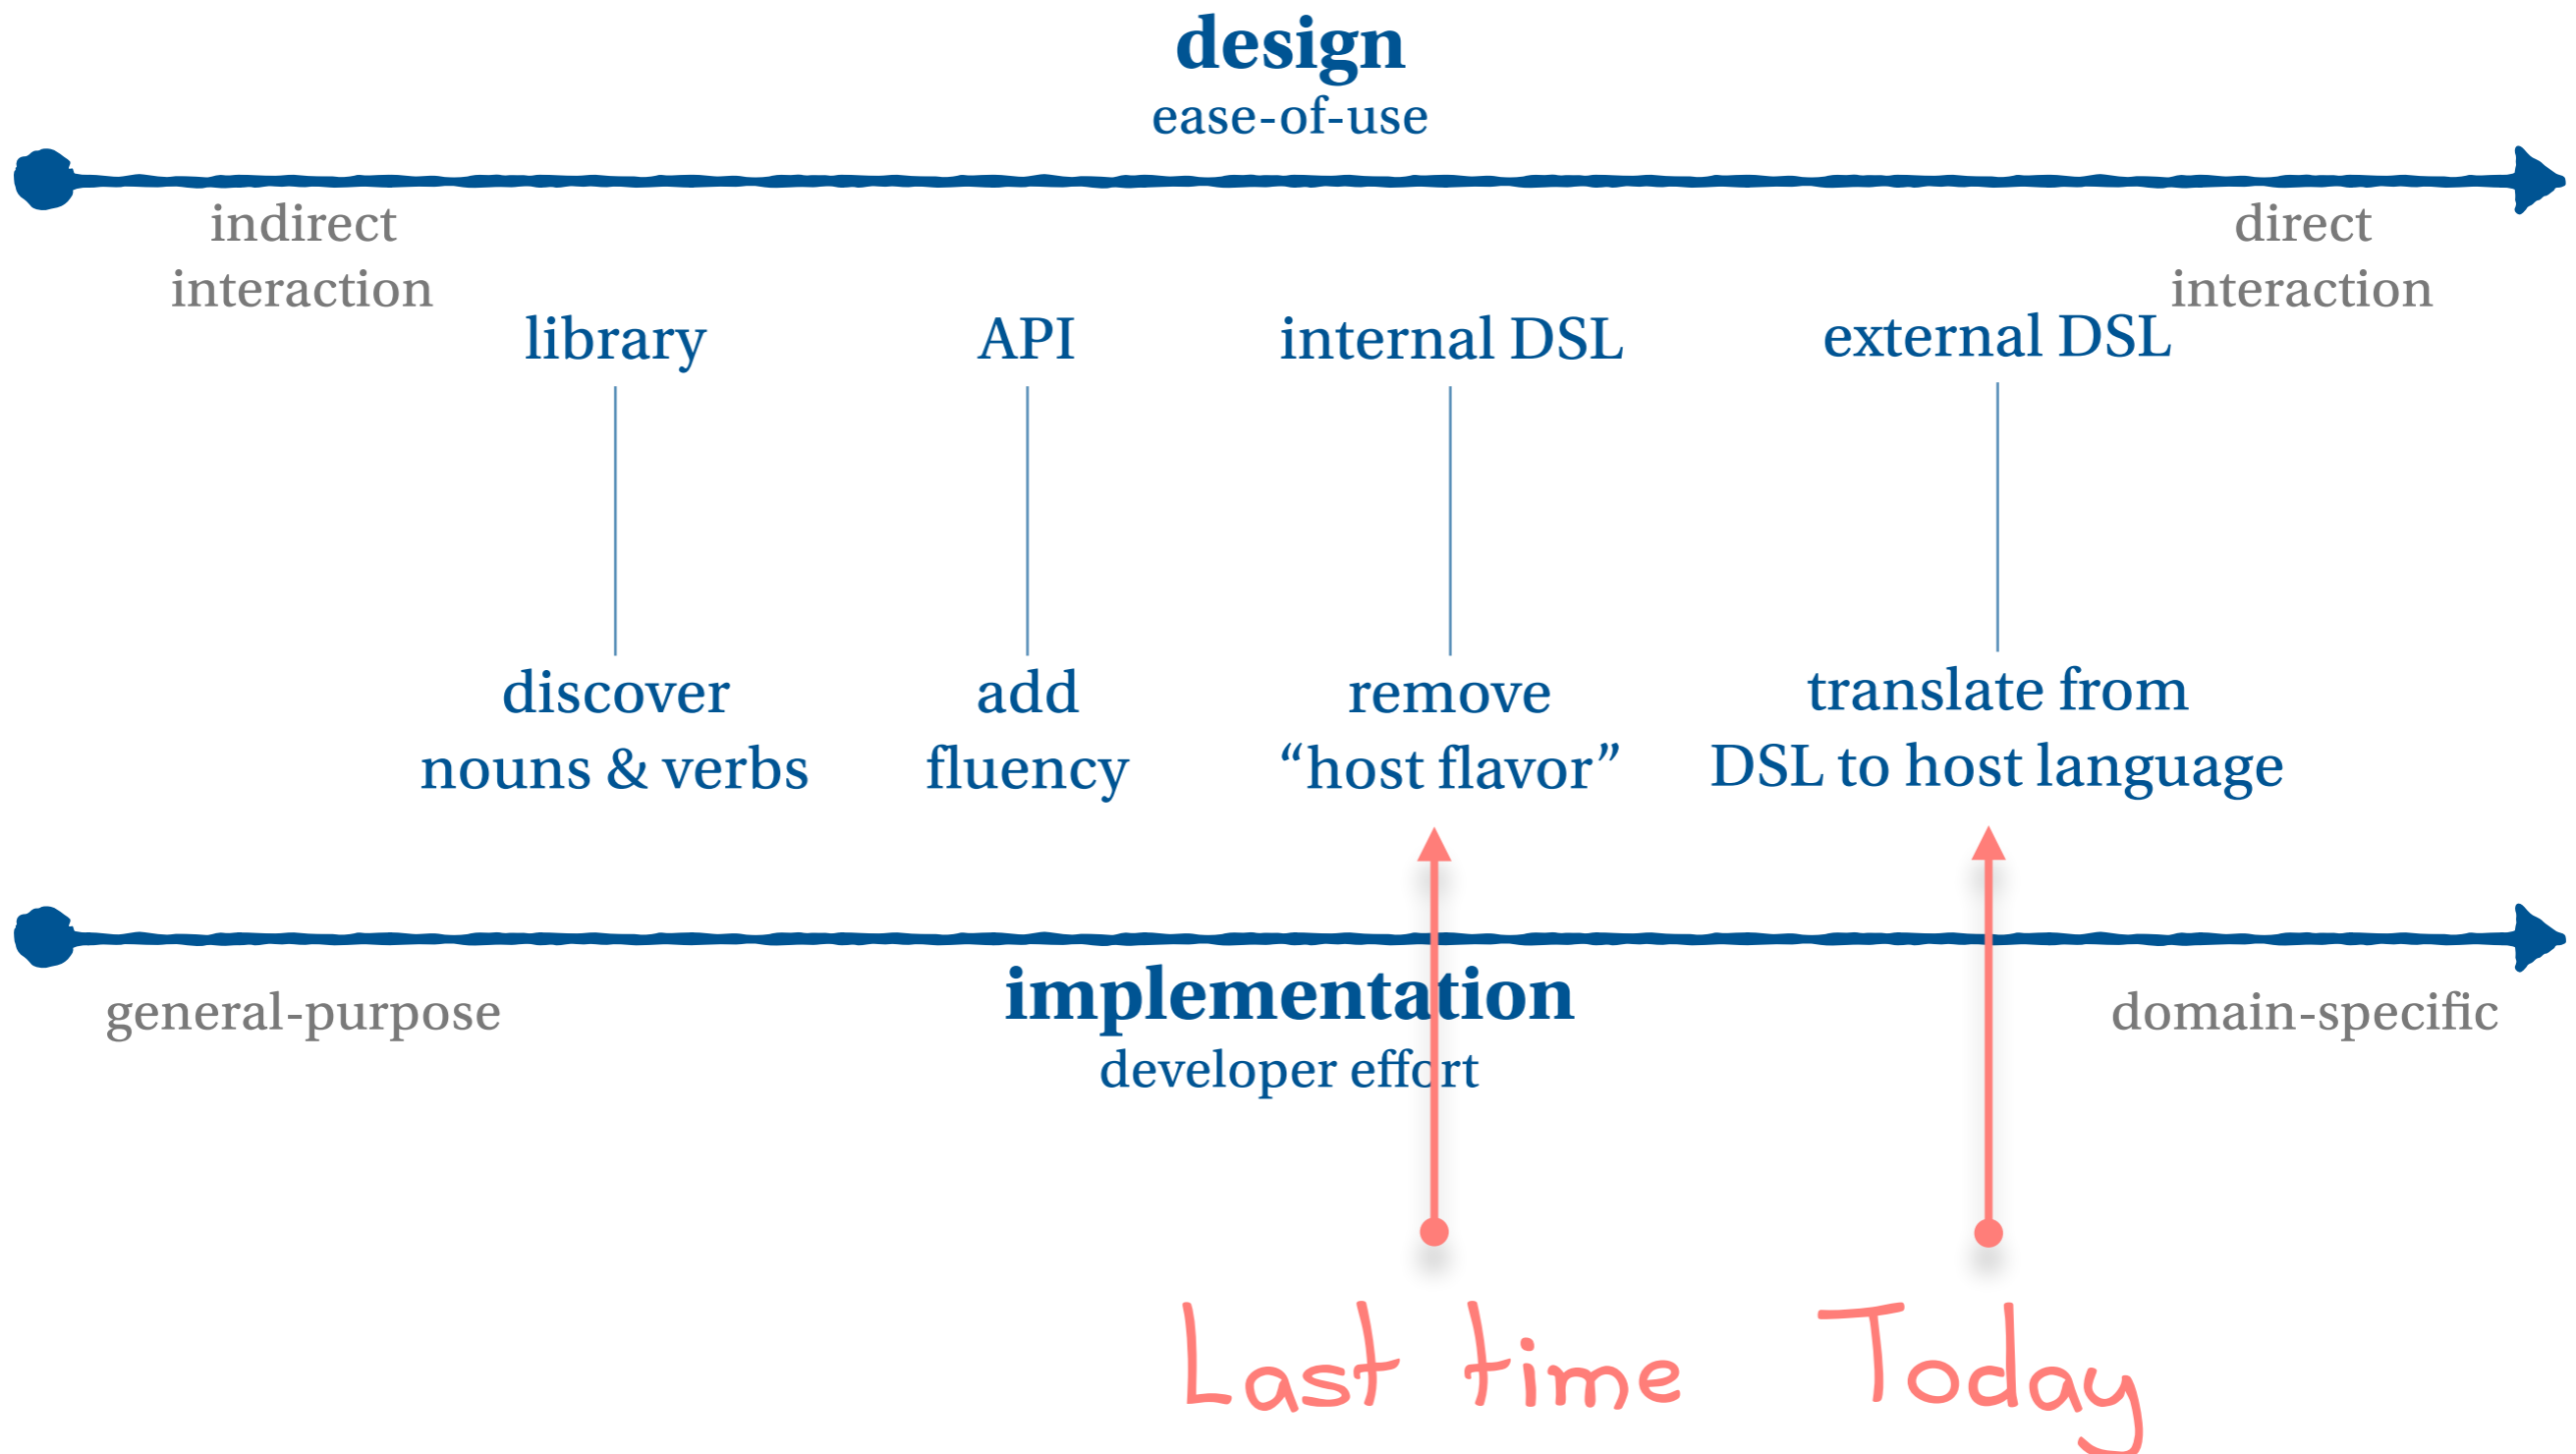 design
ease-of-use
indirect
interaction
direct
interaction
library
API
internal DSL
external DSL
discover
nouns & verbs
add
fluency
remove
“host flavor”
translate from
DSL to host language
general-purpose
implementation
developer effort
domain-specific
Last time
Today